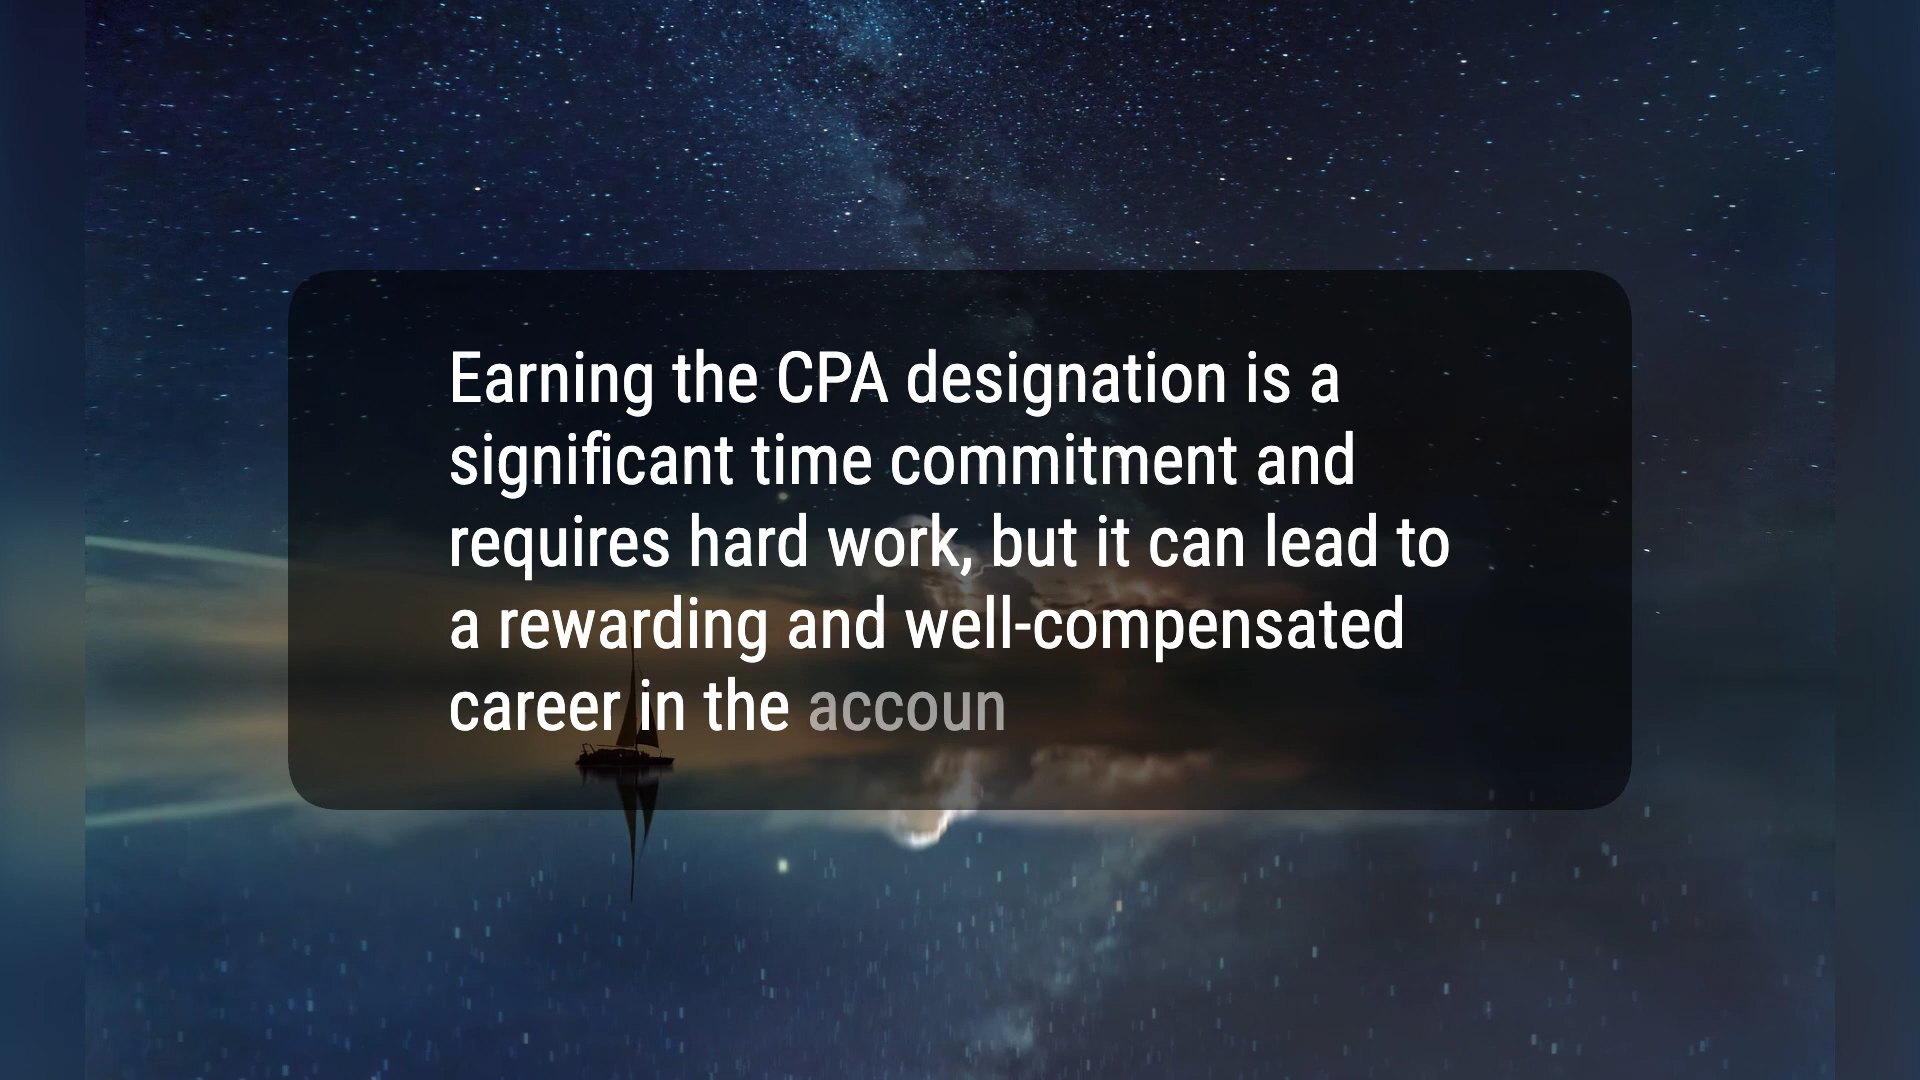 Earning the CPA designation is a
significant time commitment and
requires hard work, but it can lead to
a rewarding and well-compensated
career in the accoun